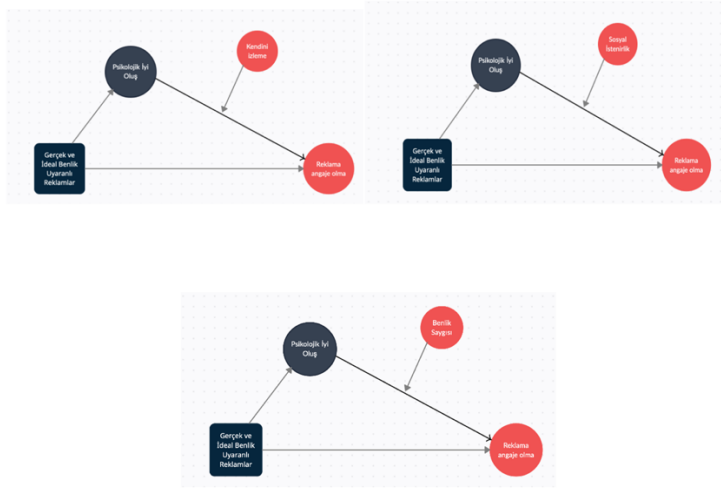 Kendini
izleme
Psikolojik İyi
Oluş
Gerçek ve
İdeal Benlik
Uyaranlı
Reklamlar
Reklama
angaje olma
Sosyal
İstenirlik
Psikolojik İyi
Oluş
Gerçek ve
İdeal Benlik
Uyaranlı
Reklamlar
Reklama
angaje olma
Benlik
Saygısı
Psikolojik İyi
Oluş
Gerçek ve
İdeal Benlik
Uyaranlı
Reklamlar
Reklama
angaje olma